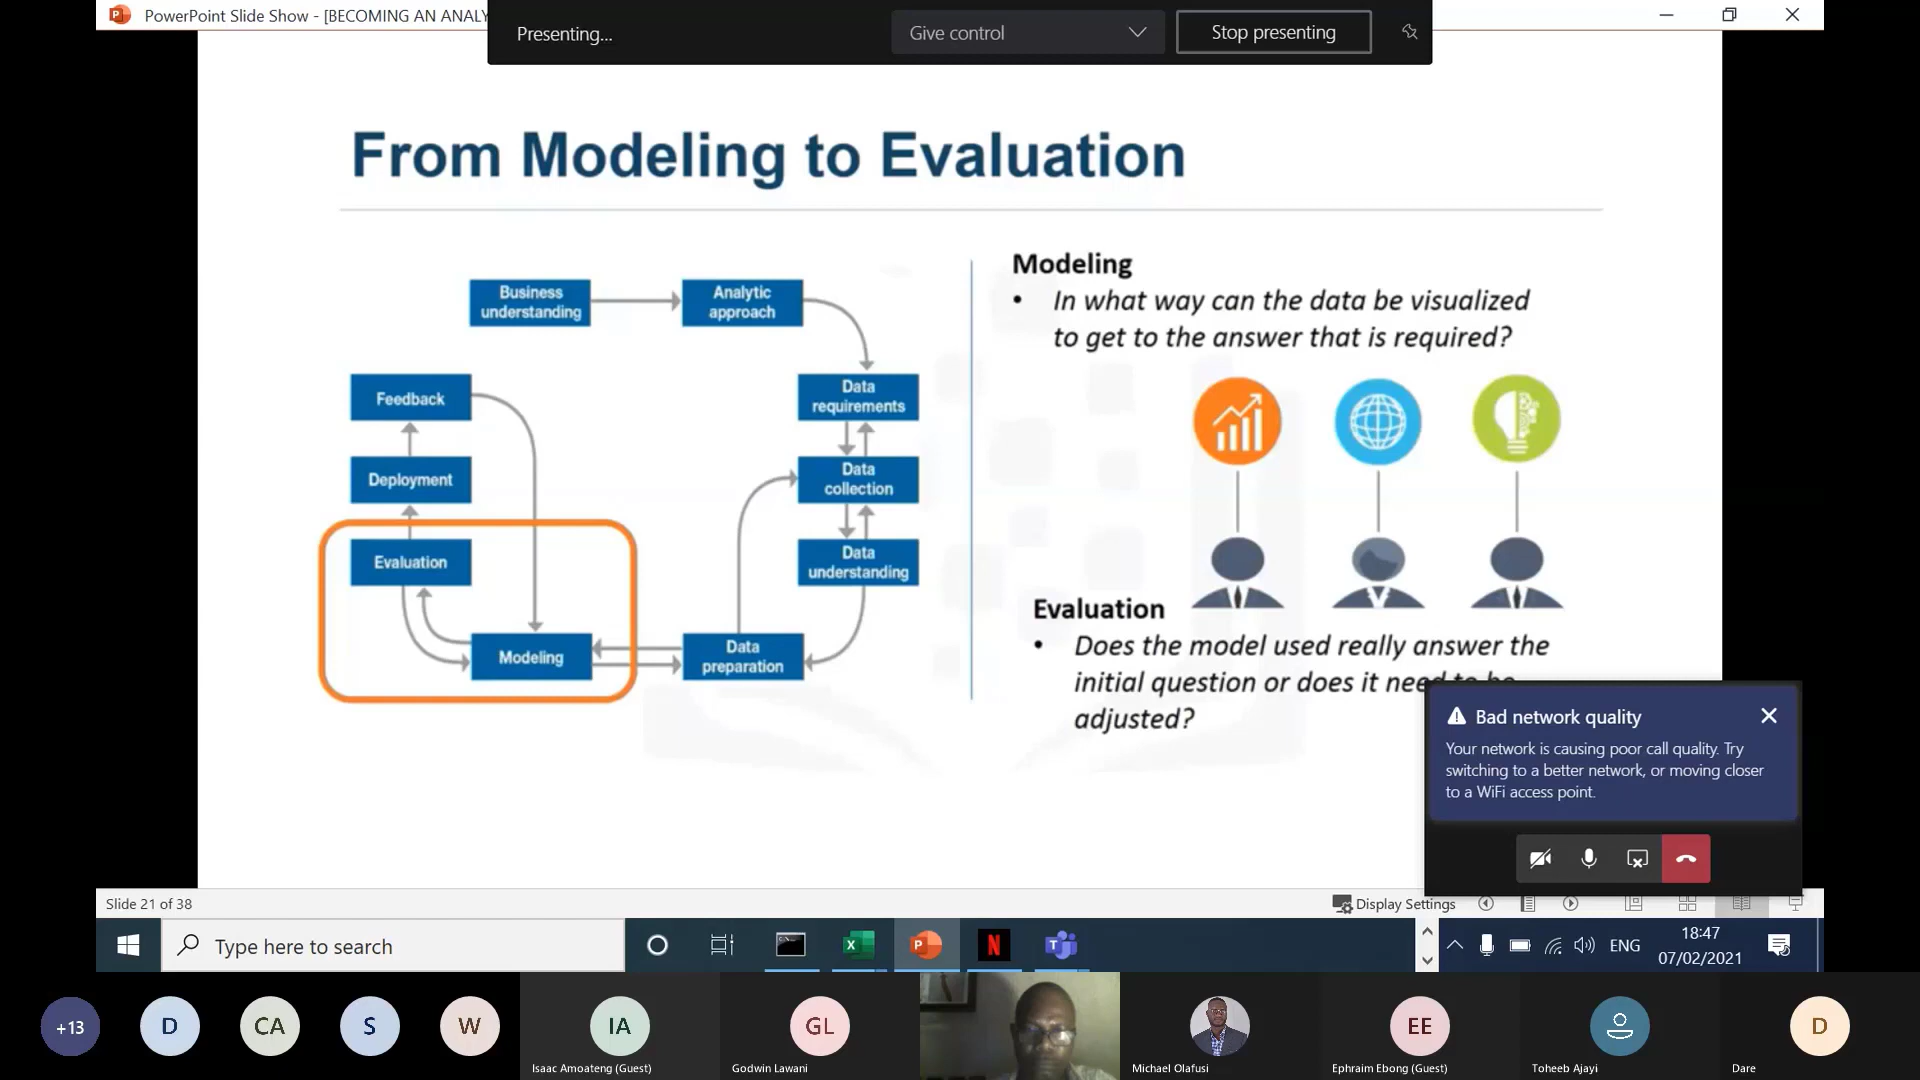 PowerPoint Slide Show - [BECOMING AN ANALY
Presenting...
Give control
Stop presenting
From Modeling to Evaluation
Business
understanding
Analytic
approach
Feedback
Data
requirements
Deployment
Data
collection
Evaluation
Data
understanding
Modeling
Data
preparation
Modeling
• In what way can the data be visualized
to get to the answer that is required?
Evaluation
• Does the model used really answer the
initial question or does it need to be
adjusted?
Bad network quality
Your network is causing poor call quality. Try
switching to a better network, or moving closer
to a WiFi access point.
Slide 21 of 38
Display Settings
Type here to search
ENG
18:47
07/02/2021
+13
D
CA
S
W
IA
Isaac Amoateng (Guest)
GL
Godwin Lawani
Michael Olafusi
EE
Ephraim Ebong (Guest)
Toheeb Ajayi
D
Dare